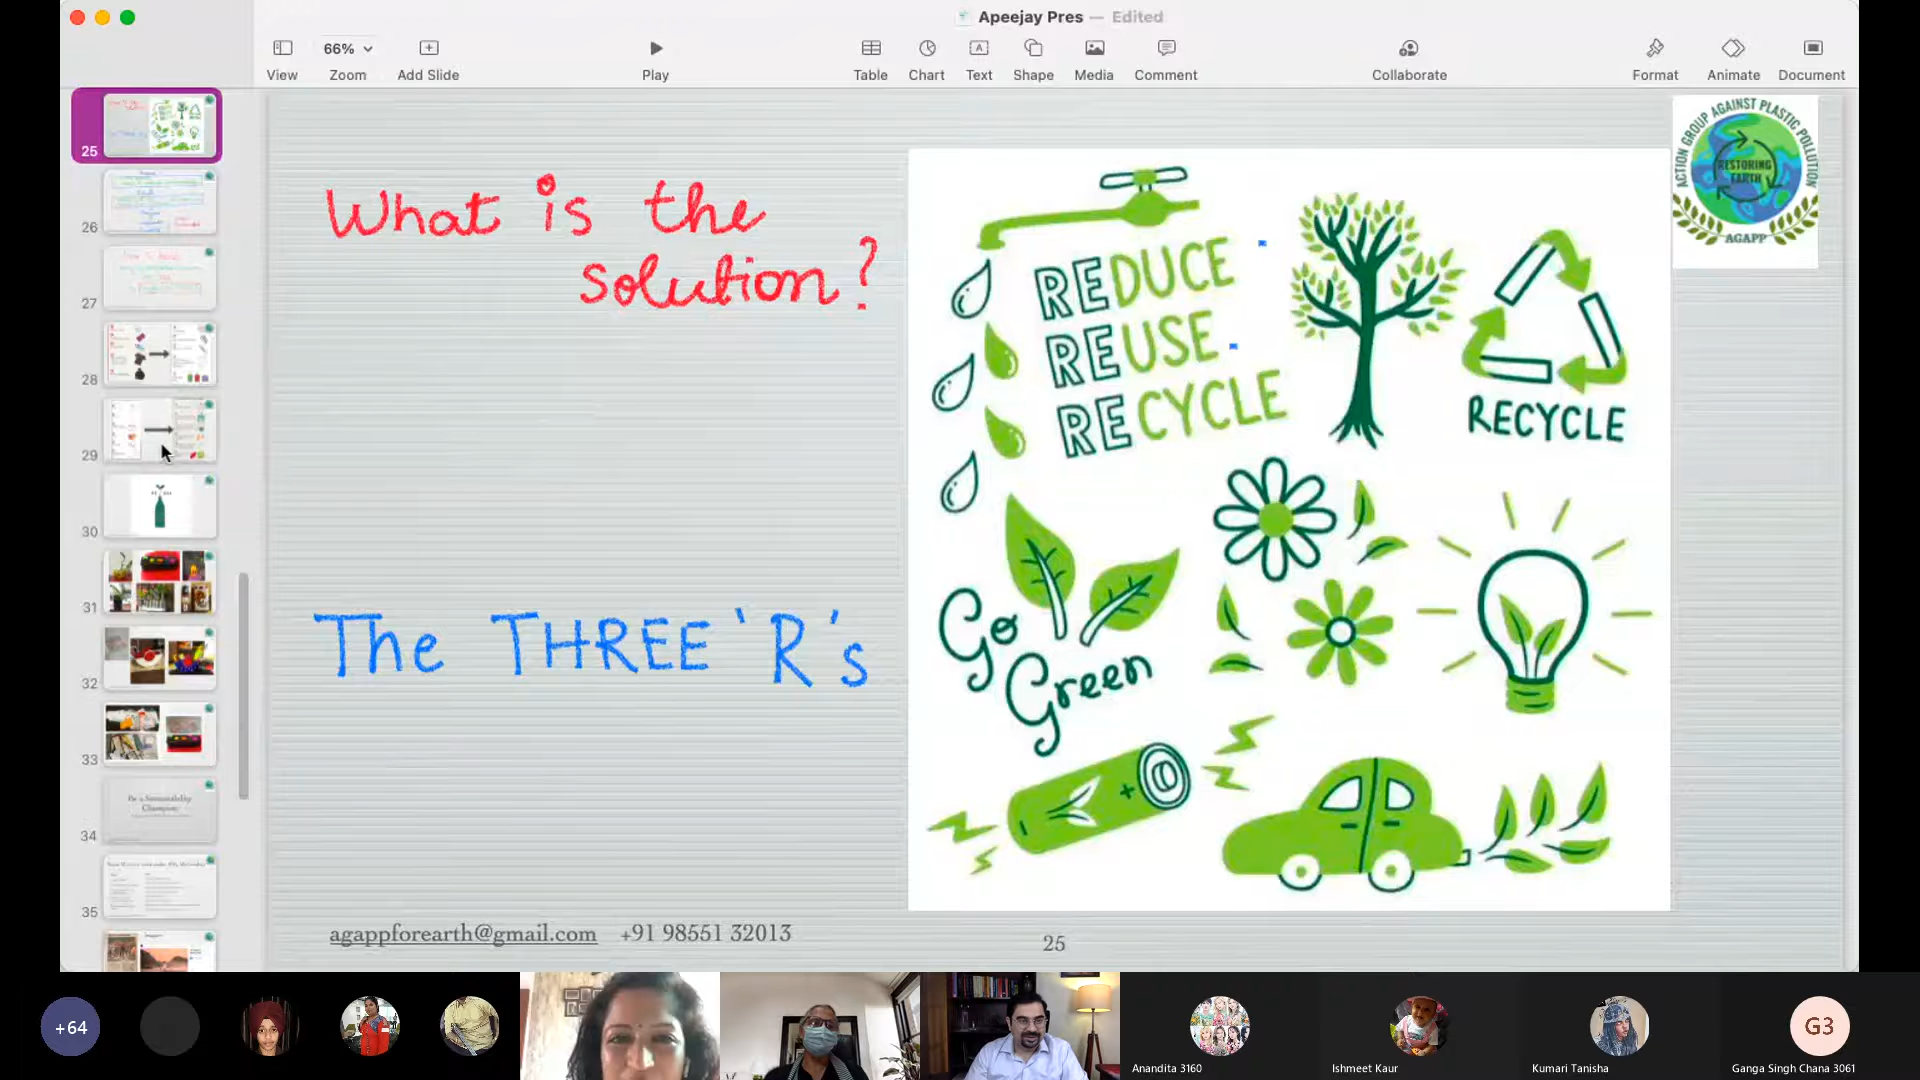 Apeejay Pres — Edited
66%
View
Zoom
Add Slide
Play
Table
Chart
Text
Shape
Media
Comment
Collaborate
Format
Animate
Document
25
26
27
28
29
30
31
32
33
34
35
Be a Sustainability
Champion
What is the
solution?
The THREE 'R's
REDUCE
REUSE
RECYCLE
RECYCLE
Go
Green
+
ACTION GROUP AGAINST PLASTIC POLLUTION
RESTORING
EARTH
AGAPP
agappforearth@gmail.com +91 98551 32013
25
+64
Anandita 3160
Ishmeet Kaur
Kumari Tanisha
G3
Ganga Singh Chana 3061